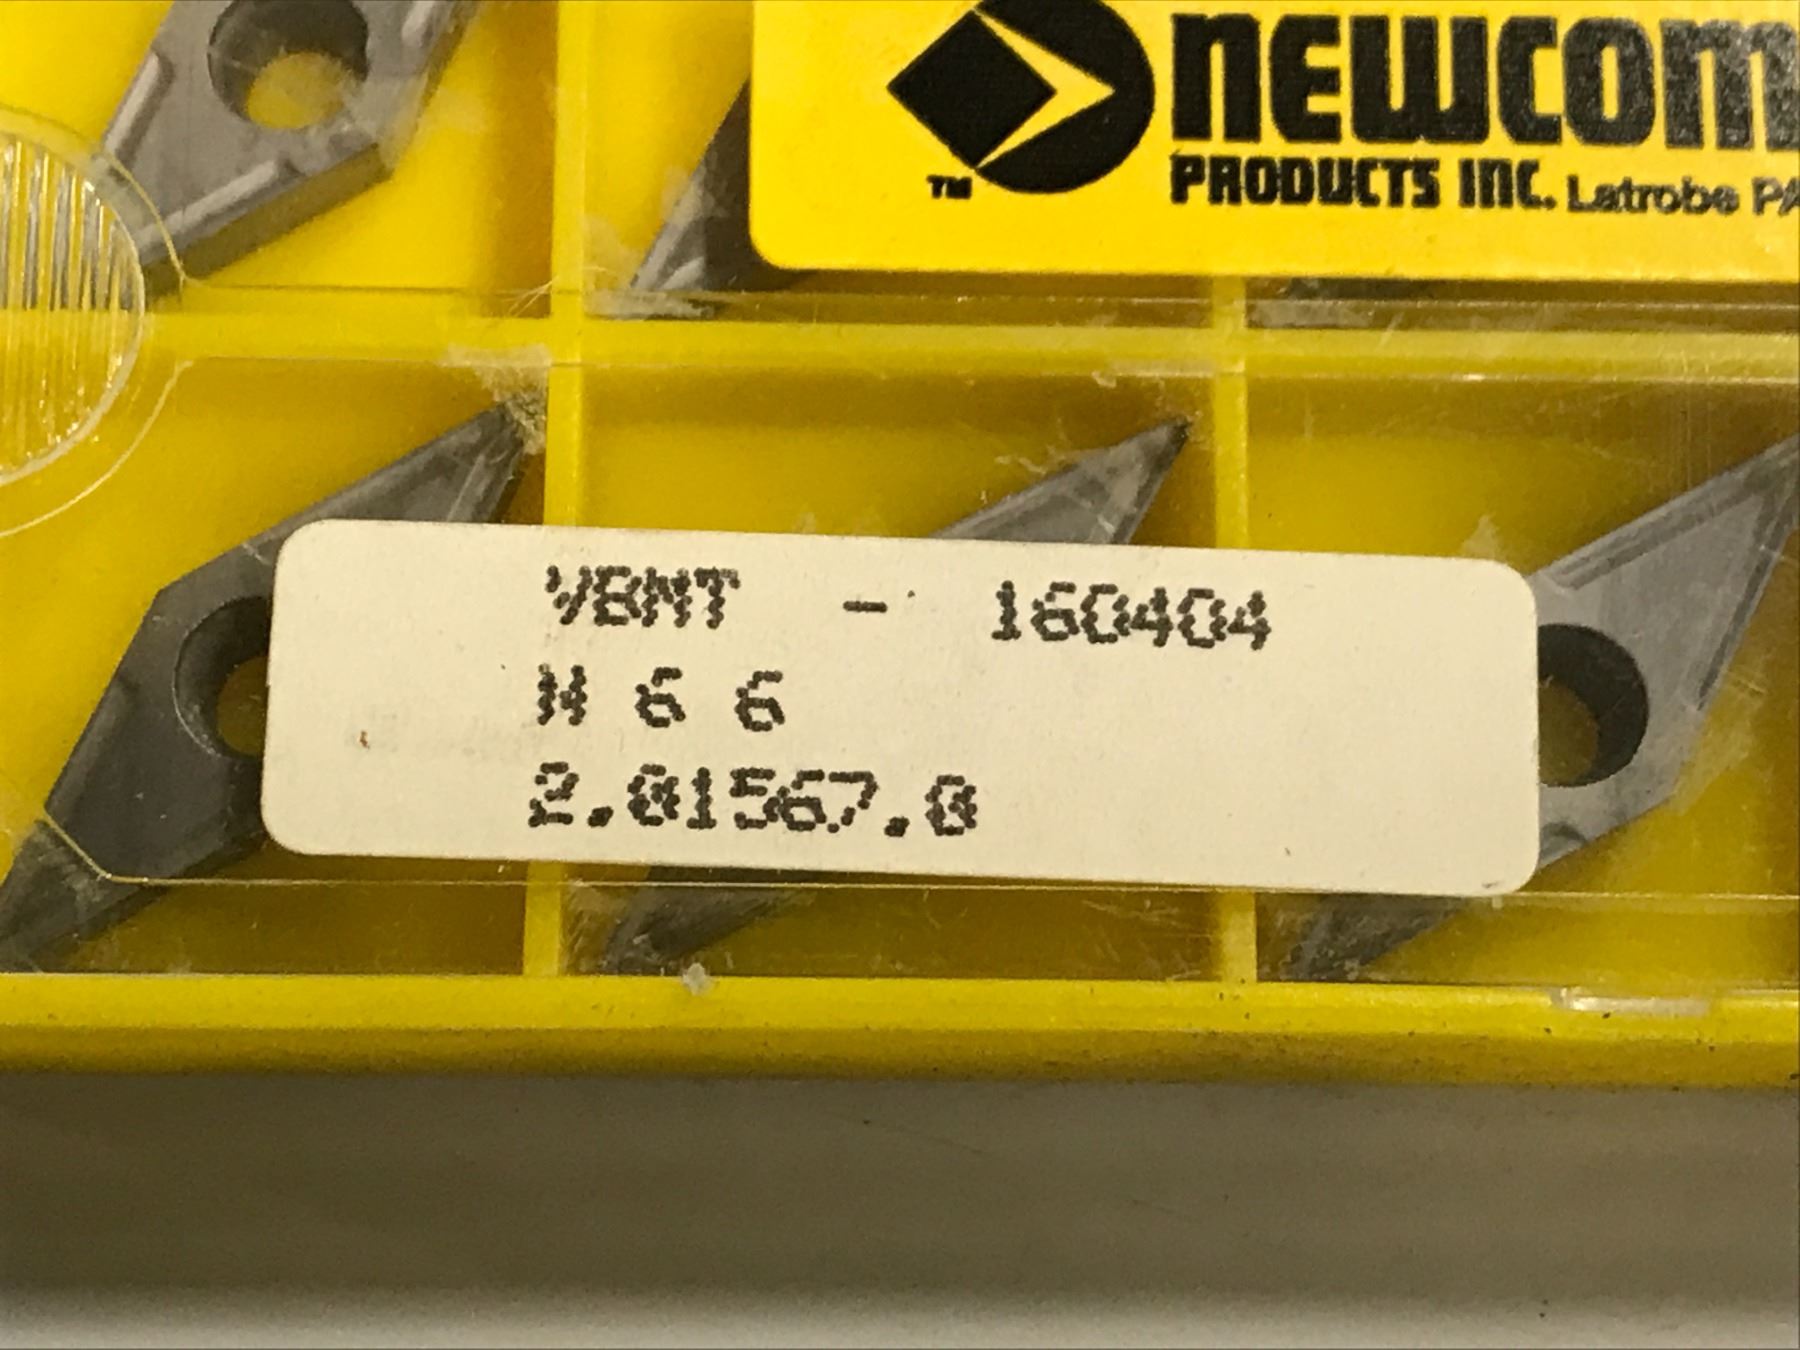 NEWCOM
PRODUCTS INC. Latrobe PA
TM
VBMT - 160404
N 6 6
2.01567.0